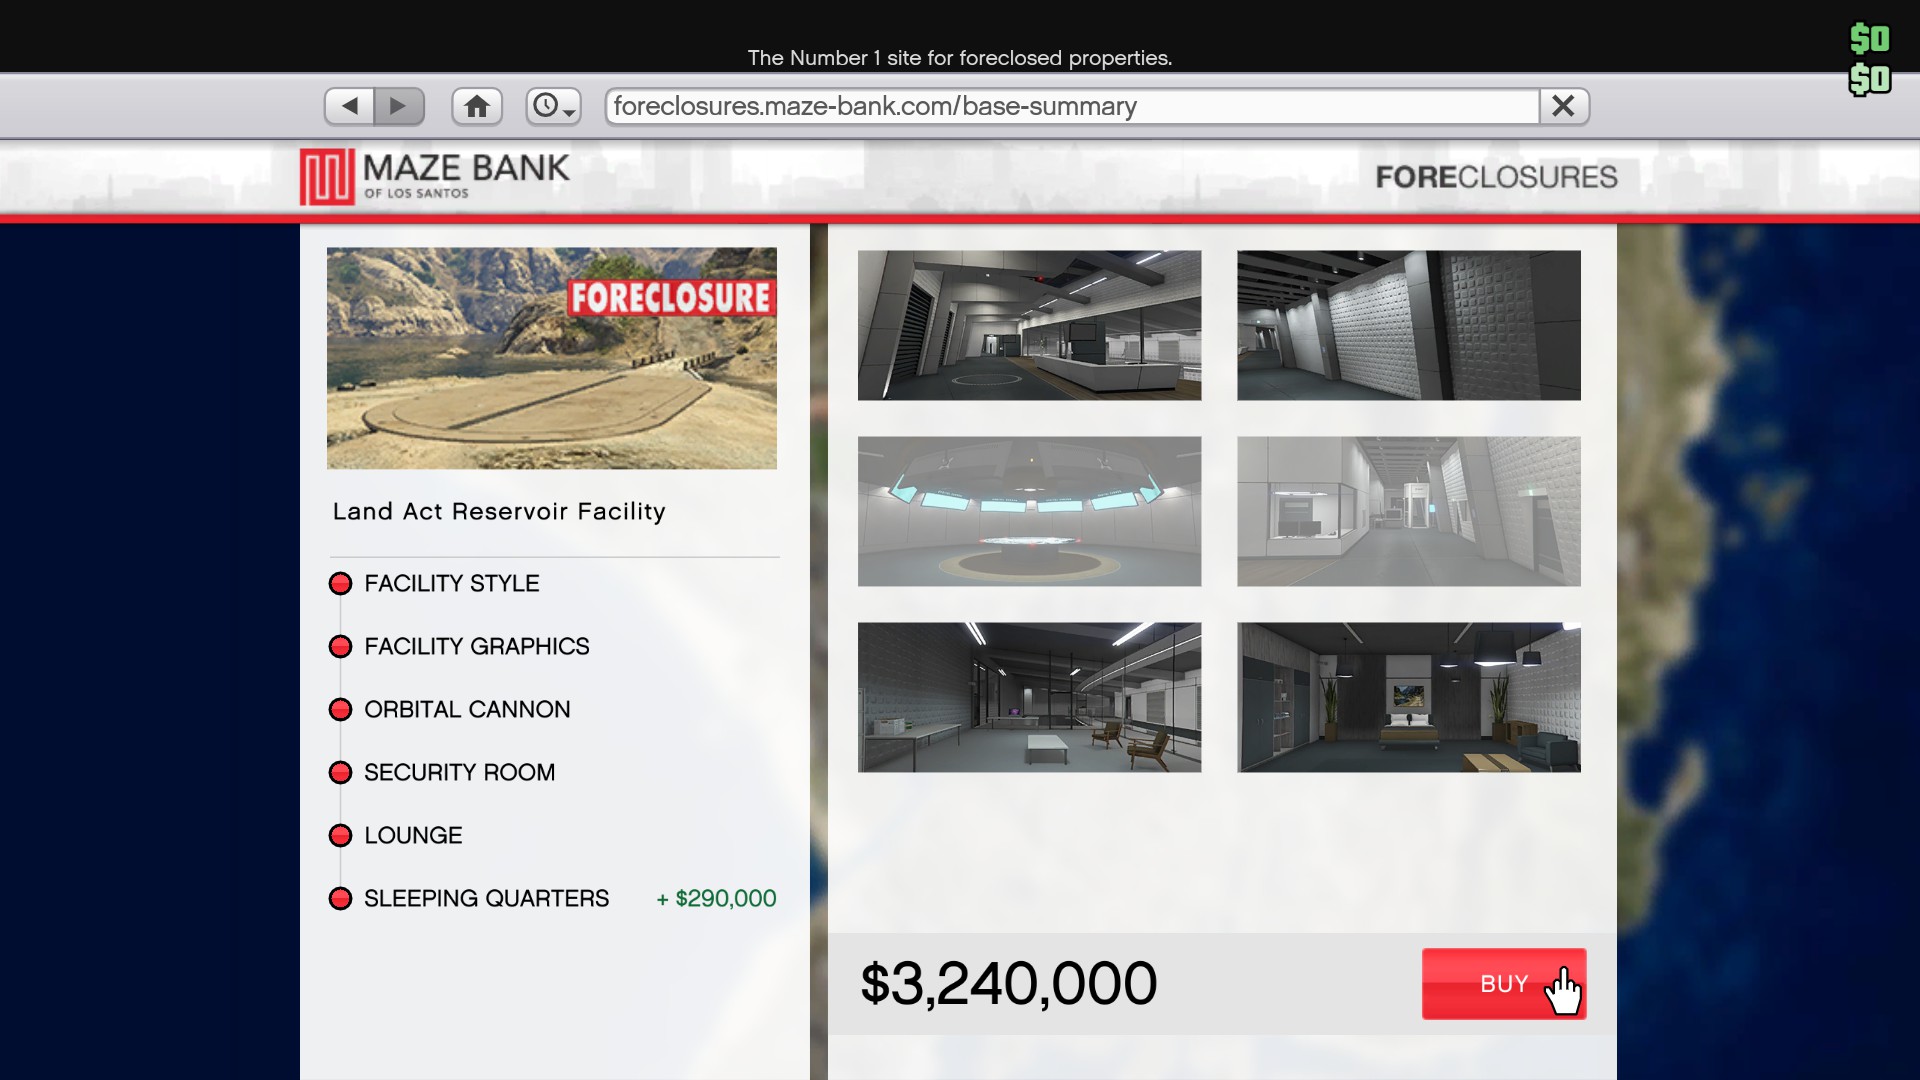 The Number 1 site for foreclosed properties.
$0
$0
foreclosures.maze-bank.com/base-summary
MAZE BANK
OF LOS SANTOS
FORECLOSURES
FORECLOSURE
Land Act Reservoir Facility
FACILITY STYLE
FACILITY GRAPHICS
ORBITAL CANNON
SECURITY ROOM
LOUNGE
SLEEPING QUARTERS + $290,000
$3,240,000
BUY